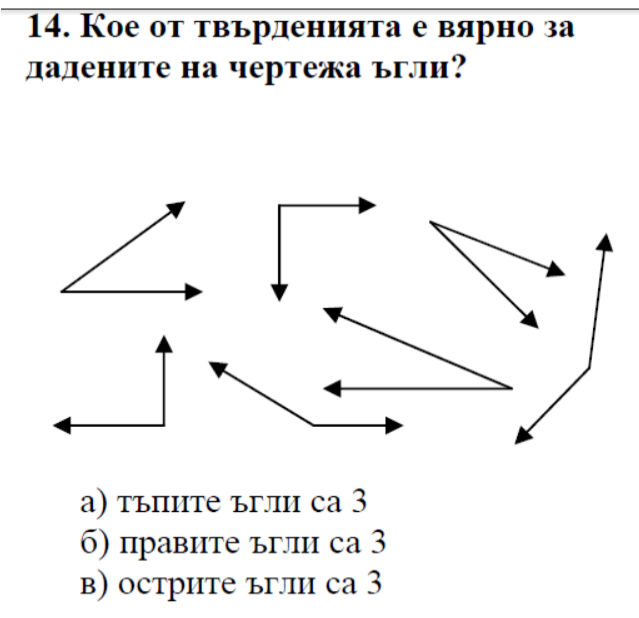 14. Кое от твърденията е вярно за
дадените на чертежа ъгли?
а) тъпите ъгли са 3
б) правите ъгли са 3
в) острите ъгли са 3